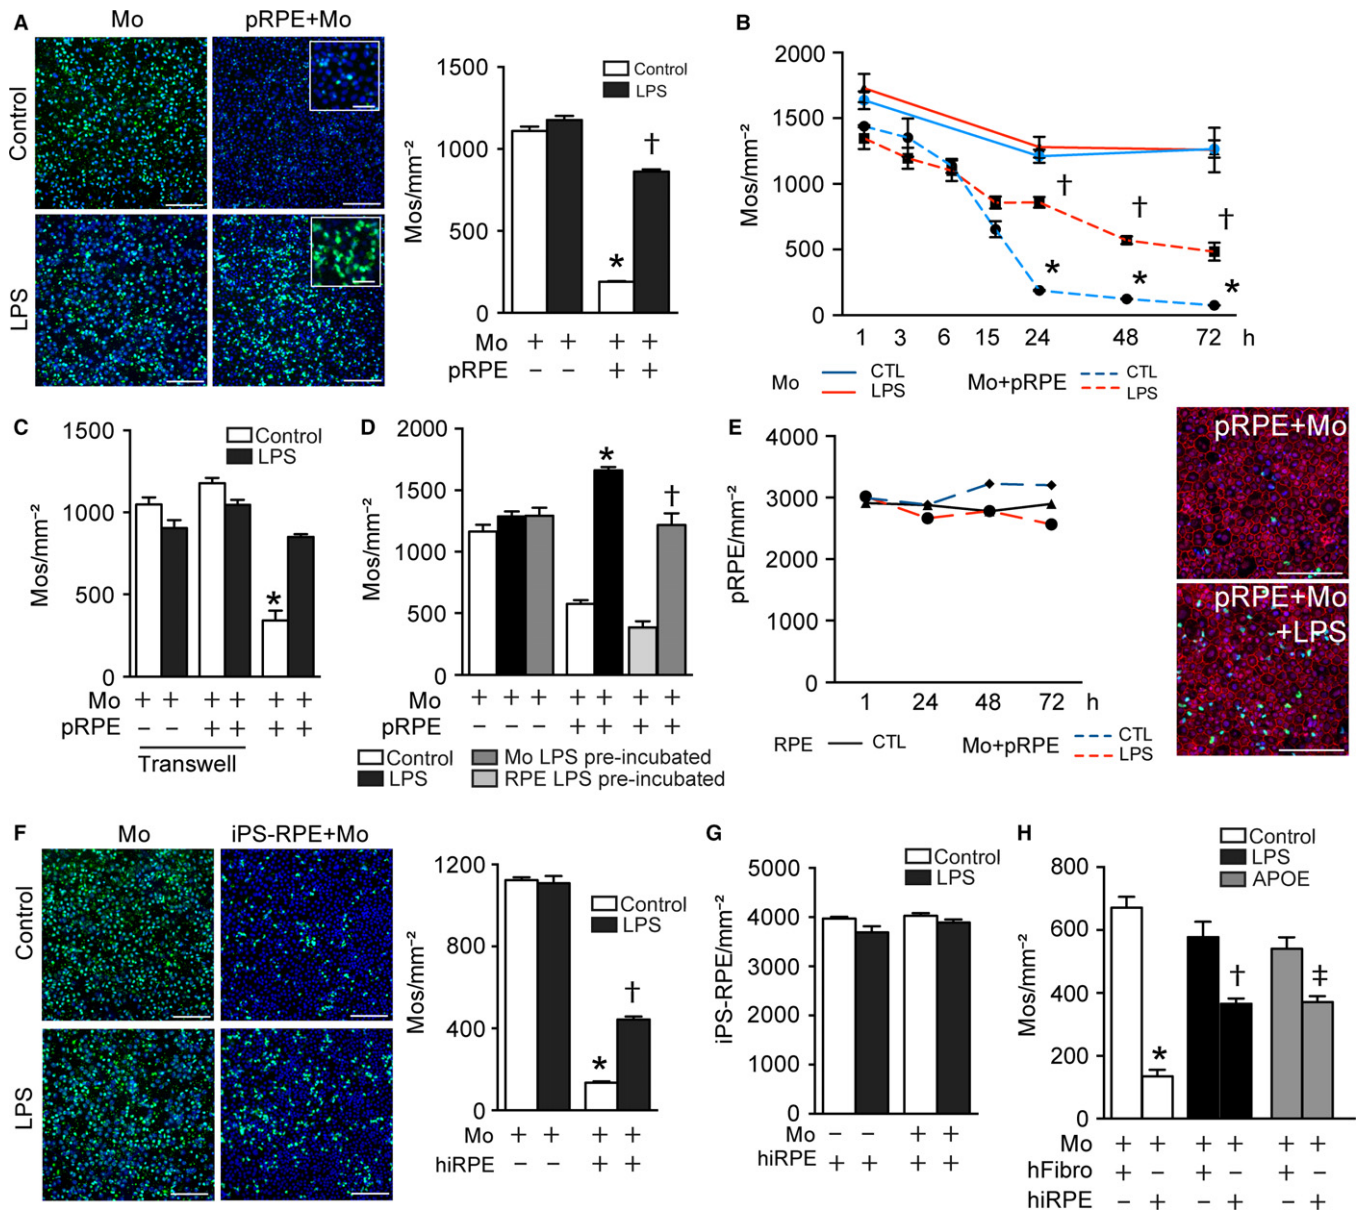 A
Mo
pRPE+Mo
Control
LPS
1500
1000
500
0
Mos/mm⁻²
Control
LPS
*
†
Mo + + + +
pRPE – – + +
B
2000
1500
1000
500
0
Mos/mm⁻²
† † †
* * *
1 3 6 15 24 48 72 h
Mo CTL LPS
Mo+pRPE CTL LPS
C
1500
1000
500
0
Mos/mm⁻²
Control
LPS
*
Mo + + + + + +
pRPE – – + + + +
Transwell
D
2000
1500
1000
500
0
Mos/mm⁻²
* †
Mo + + + + + + +
pRPE – – – + + + +
Control
LPS
Mo LPS pre-incubated
RPE LPS pre-incubated
E
4000
3000
2000
1000
0
pRPE/mm⁻²
1 24 48 72 h
RPE CTL
Mo+pRPE CTL LPS
pRPE+Mo
pRPE+Mo
+LPS
F
Mo
iPS-RPE+Mo
Control
LPS
1200
800
400
0
Mos/mm⁻²
Control
LPS
*
†
Mo + + + +
hiRPE – – + +
G
5000
4000
3000
2000
1000
0
iPS-RPE/mm⁻²
Control
LPS
Mo – – + +
hiRPE + + + +
H
800
600
400
200
0
Mos/mm⁻²
Control
LPS
APOE
* † ‡
Mo + + + + + +
hFibro + – + – + –
hiRPE – + – + – +